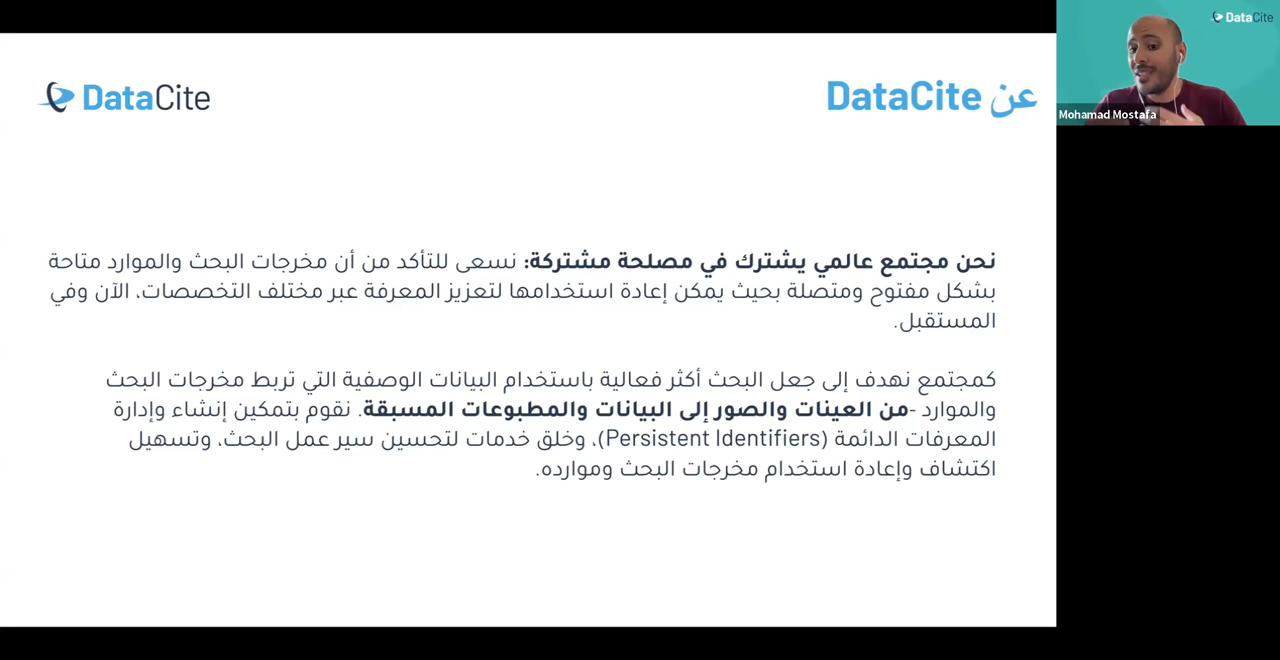 عن DataCite
DataCite
DataCite
Mohamad Mostafa
نحن مجتمع عالمي يشترك في مصلحة مشتركة: نسعى للتأكد من أن مخرجات البحث والموارد متاحة
بشكل مفتوح ومتصلة بحيث يمكن إعادة استخدامها لتعزيز المعرفة عبر مختلف التخصصات، الآن وفي
المستقبل.
كمجتمع نهدف إلى جعل البحث أكثر فعالية باستخدام البيانات الوصفية التي تربط مخرجات البحث
والموارد -من العينات والصور إلى البيانات والمطبوعات المسبقة. نقوم بتمكين إنشاء وإدارة
المعرفات الدائمة (Persistent Identifiers)، وخلق خدمات لتحسين سير عمل البحث، وتسهيل
اكتشاف وإعادة استخدام مخرجات البحث وموارده.